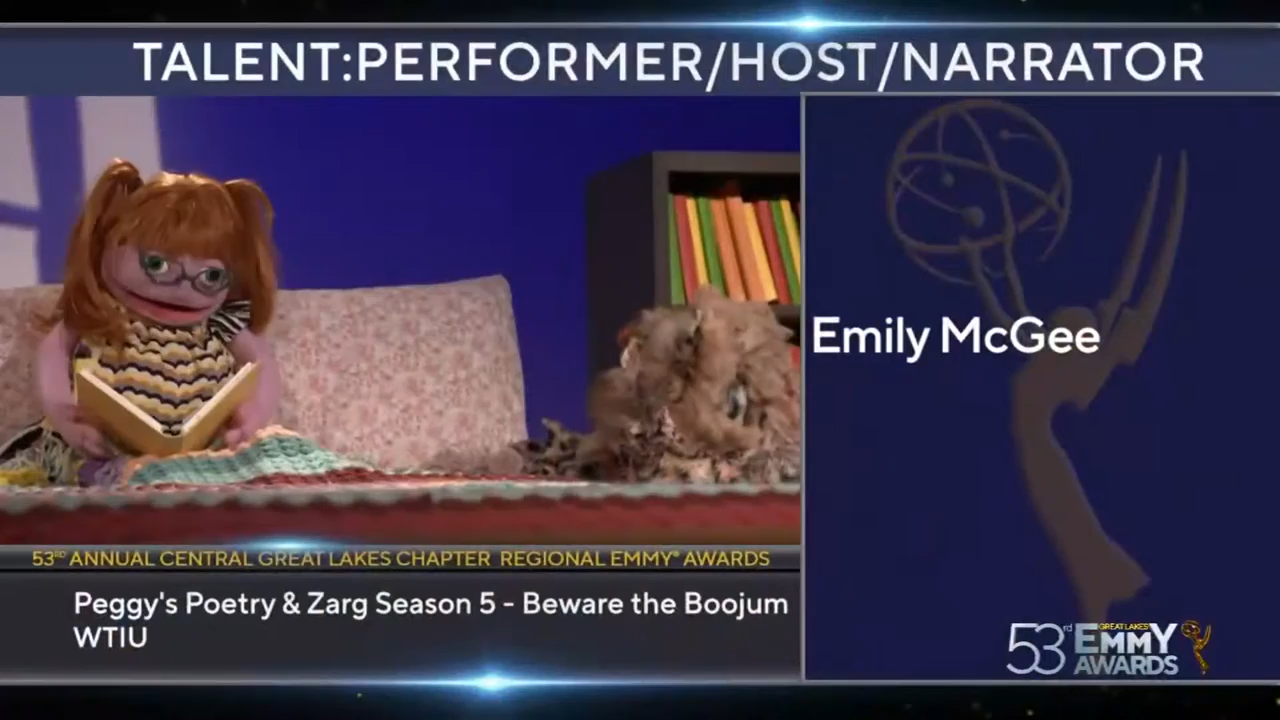 TALENT:PERFORMER/HOST/NARRATOR
Emily McGee
53RD ANNUAL CENTRAL GREAT LAKES CHAPTER REGIONAL EMMY® AWARDS
Peggy's Poetry & Zarg Season 5 - Beware the Boojum
WTIU
53rd GREAT LAKES EMMY AWARDS